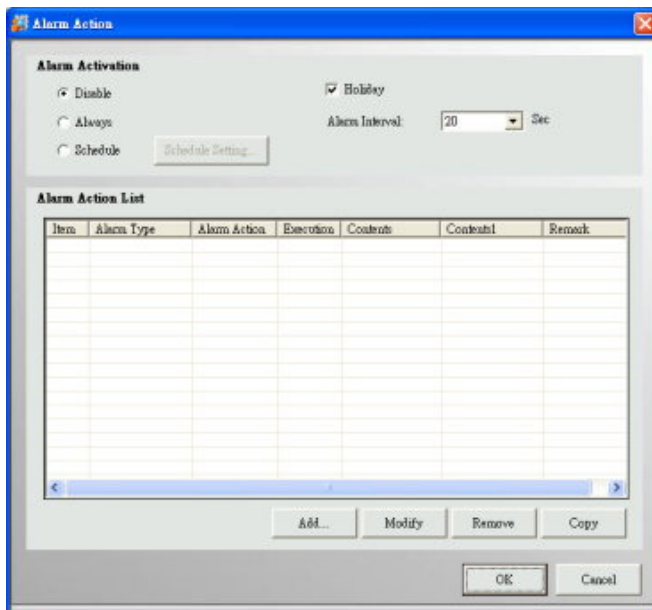 Alarm Action
Alarm Activation
Disable
Holiday
Always
Alarm Interval:
20
Sec
Schedule
Schedule Setting...
Alarm Action List
Item Alarm Type Alarm Action Execution Contents Contents1 Remark
Add... Modify Remove Copy
OK Cancel